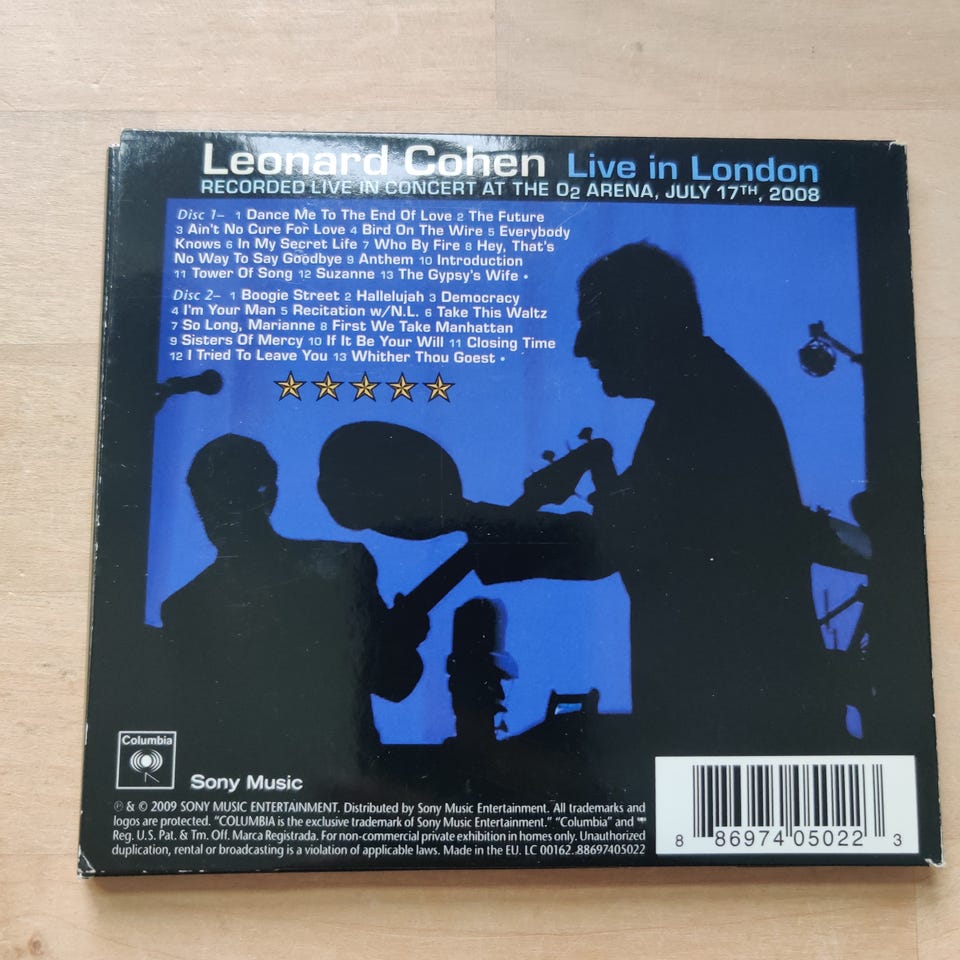 Leonard Cohen Live in London
RECORDED LIVE IN CONCERT AT THE O2 ARENA, JULY 17TH, 2008
Disc 1– 1 Dance Me To The End Of Love 2 The Future
3 Ain't No Cure For Love 4 Bird On The Wire 5 Everybody
Knows 6 In My Secret Life 7 Who By Fire 8 Hey, That's
No Way To Say Goodbye 9 Anthem 10 Introduction
11 Tower Of Song 12 Suzanne 13 The Gypsy's Wife •
Disc 2– 1 Boogie Street 2 Hallelujah 3 Democracy
4 I'm Your Man 5 Recitation w/N.L. 6 Take This Waltz
7 So Long, Marianne 8 First We Take Manhattan
9 Sisters Of Mercy 10 If It Be Your Will 11 Closing Time
12 I Tried To Leave You 13 Whither Thou Goest •
Columbia
Sony Music
℗ & © 2009 SONY MUSIC ENTERTAINMENT. Distributed by Sony Music Entertainment. All trademarks and
logos are protected. "COLUMBIA is the exclusive trademark of Sony Music Entertainment." "Columbia" and
Reg. U.S. Pat. & Tm. Off. Marca Registrada. For non-commercial private exhibition in homes only. Unauthorized
duplication, rental or broadcasting is a violation of applicable laws. Made in the EU. LC 00162..88697405022
8 86974 05022 3